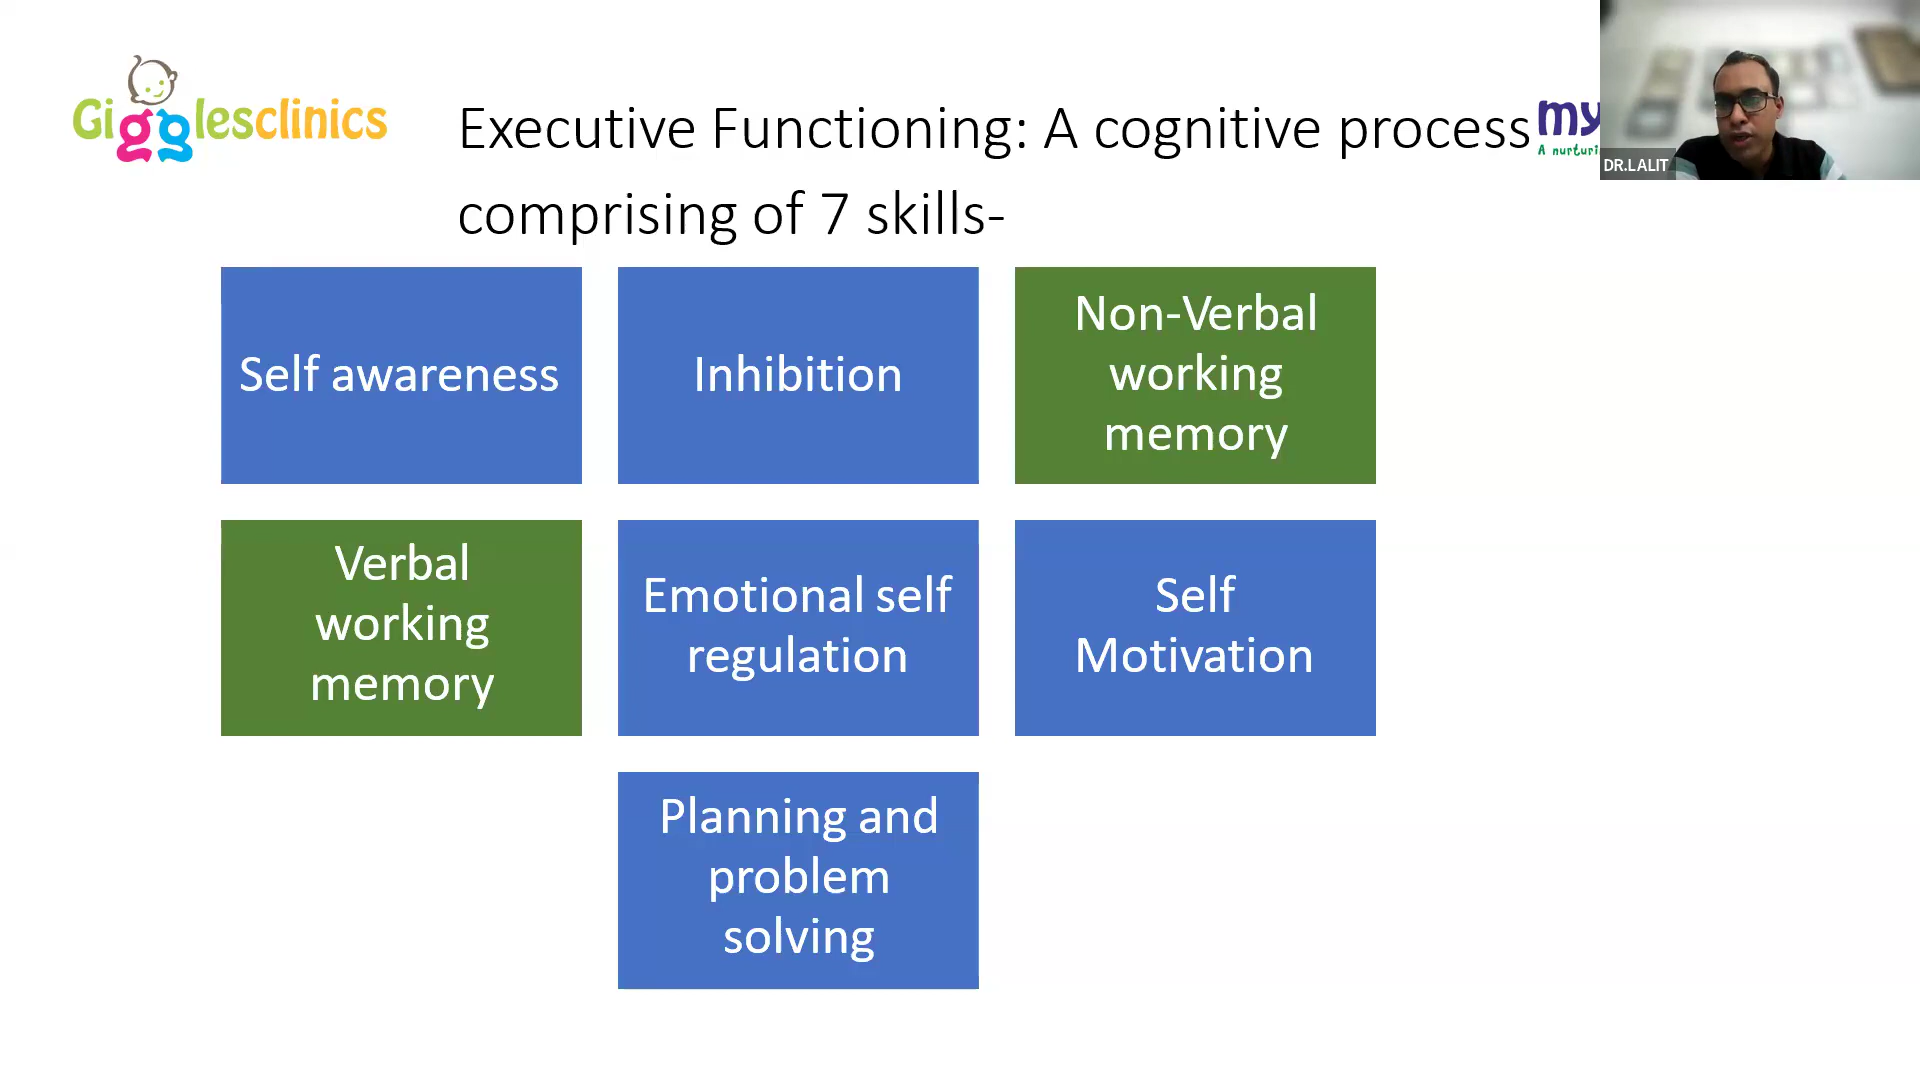 Gigglesclinics
Executive Functioning: A cognitive process
comprising of 7 skills-
my
A nurturi
DR.LALIT
Self awareness
Inhibition
Non-Verbal
working
memory
Verbal
working
memory
Emotional self
regulation
Self
Motivation
Planning and
problem
solving